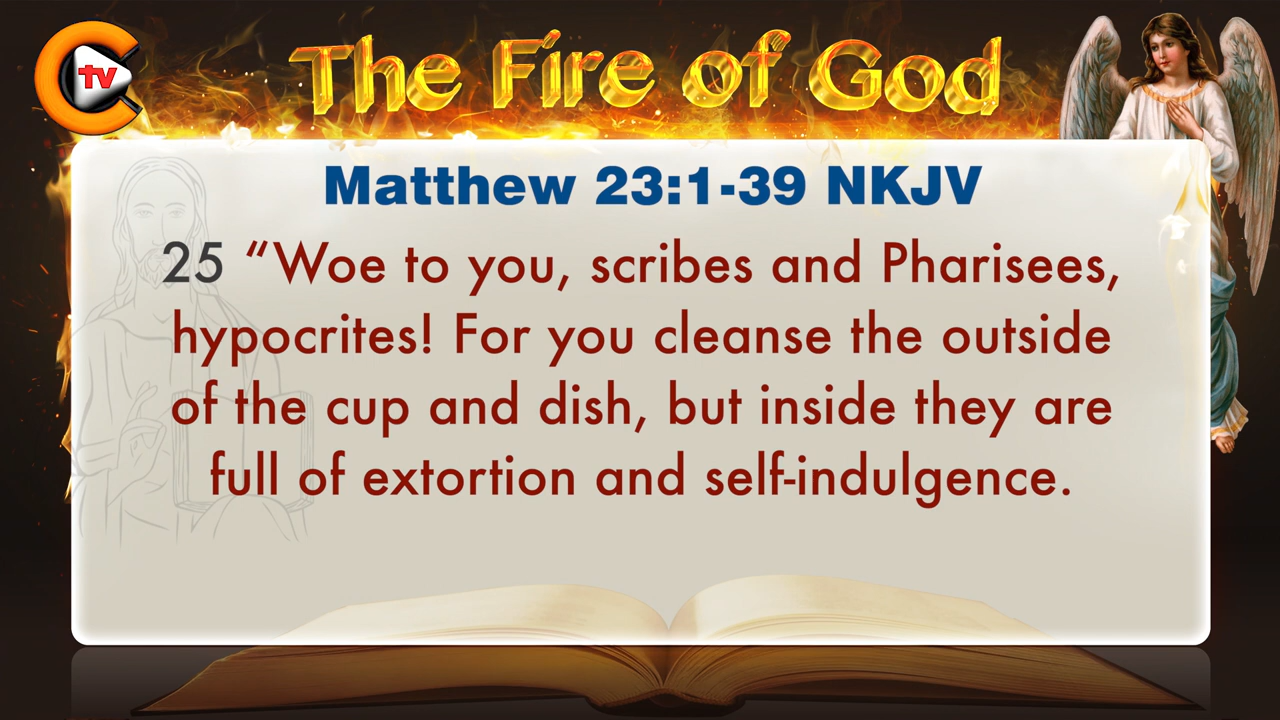 tv
The Fire of God
Matthew 23:1-39 NKJV
25 “Woe to you, scribes and Pharisees,
hypocrites! For you cleanse the outside
of the cup and dish, but inside they are
full of extortion and self-indulgence.